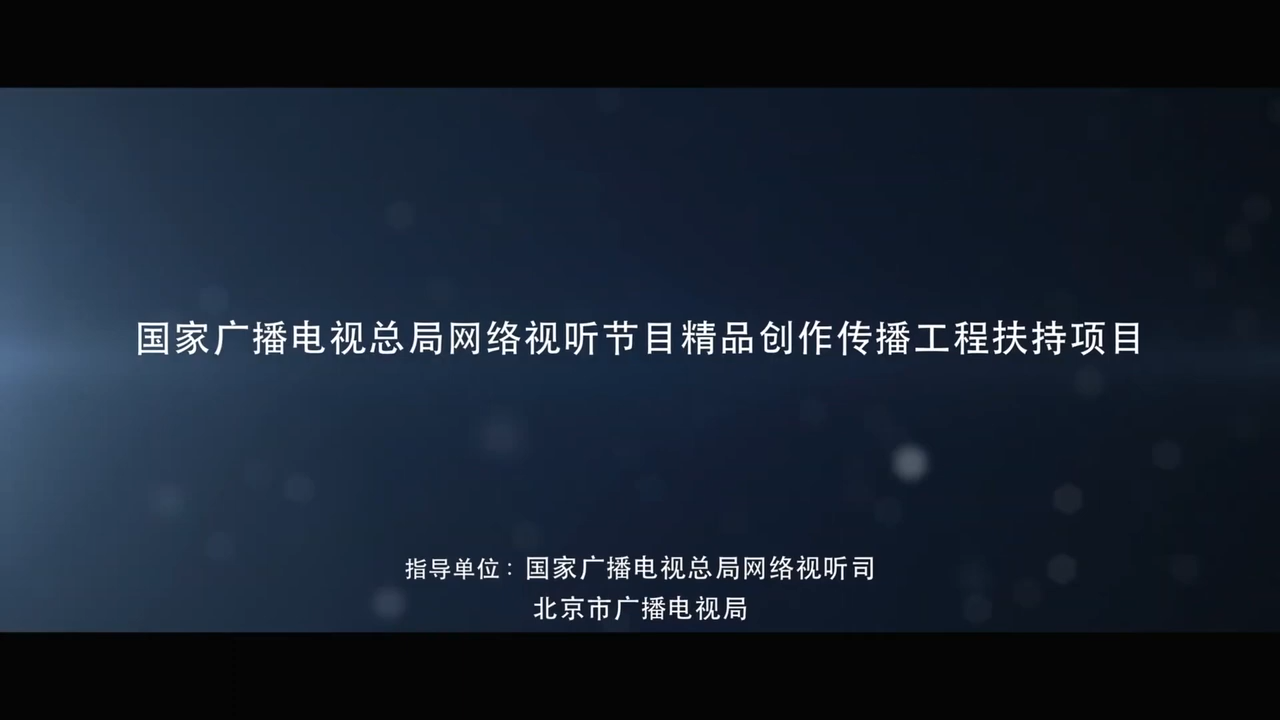 国家广播电视总局网络视听节目精品创作传播工程扶持项目
指导单位：国家广播电视总局网络视听司
北京市广播电视局